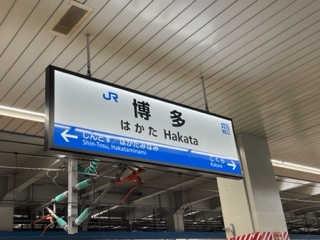 JR 博多
はかた Hakata
しんとす/はかたみなみ
Shin-Tosu, Hakataminami
こくら
Kokura